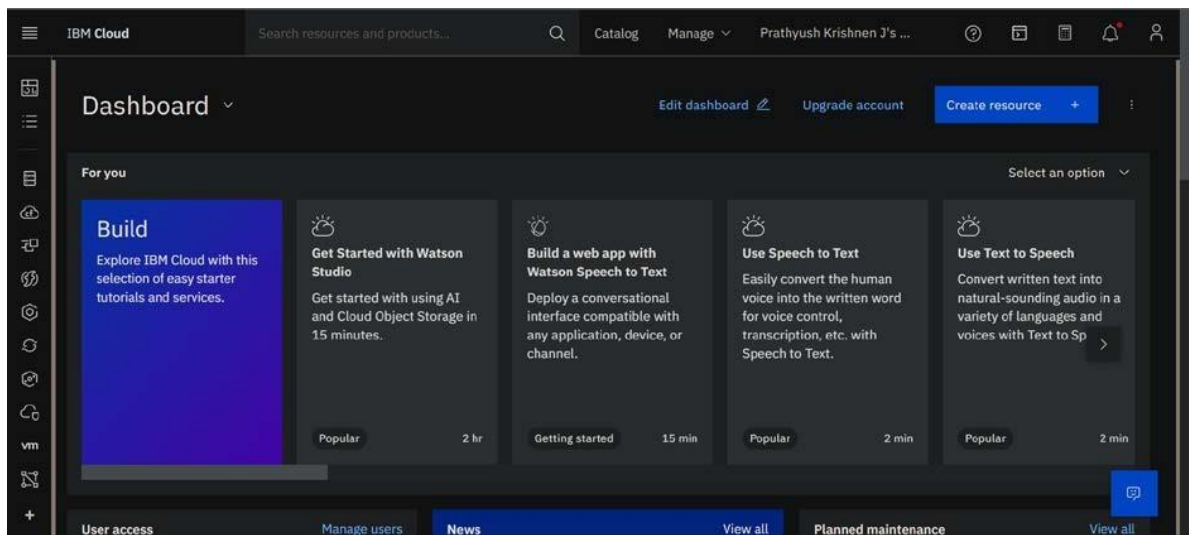 IBM Cloud
Search resources and products...
Catalog
Manage
Prathyush Krishnen J's ...
Dashboard
Edit dashboard
Upgrade account
Create resource +
For you
Select an option
Build
Explore IBM Cloud with this
selection of easy starter
tutorials and services.
Get Started with Watson
Studio
Get started with using AI
and Cloud Object Storage in
15 minutes.
Popular
2 hr
Build a web app with
Watson Speech to Text
Deploy a conversational
interface compatible with
any application, device, or
channel.
Getting started
15 min
Use Speech to Text
Easily convert the human
voice into the written word
for voice control,
transcription, etc. with
Speech to Text.
Popular
2 min
Use Text to Speech
Convert written text into
natural-sounding audio in a
variety of languages and
voices with Text to Sp
Popular
2 min
vm
User access
Manage users
News
View all
Planned maintenance
View all